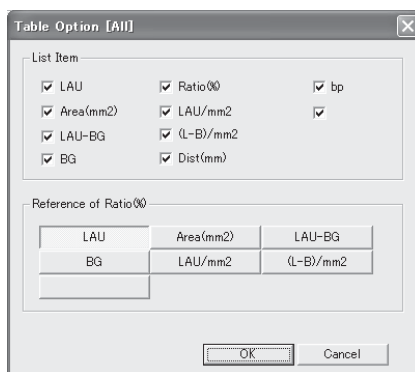 Table Option [All]
List Item
LAU Ratio(%) bp
Area(mm2) LAU/mm2
LAU-BG (L-B)/mm2
BG Dist(mm)
Reference of Ratio(%)
LAU Area(mm2) LAU-BG
BG LAU/mm2 (L-B)/mm2
OK Cancel